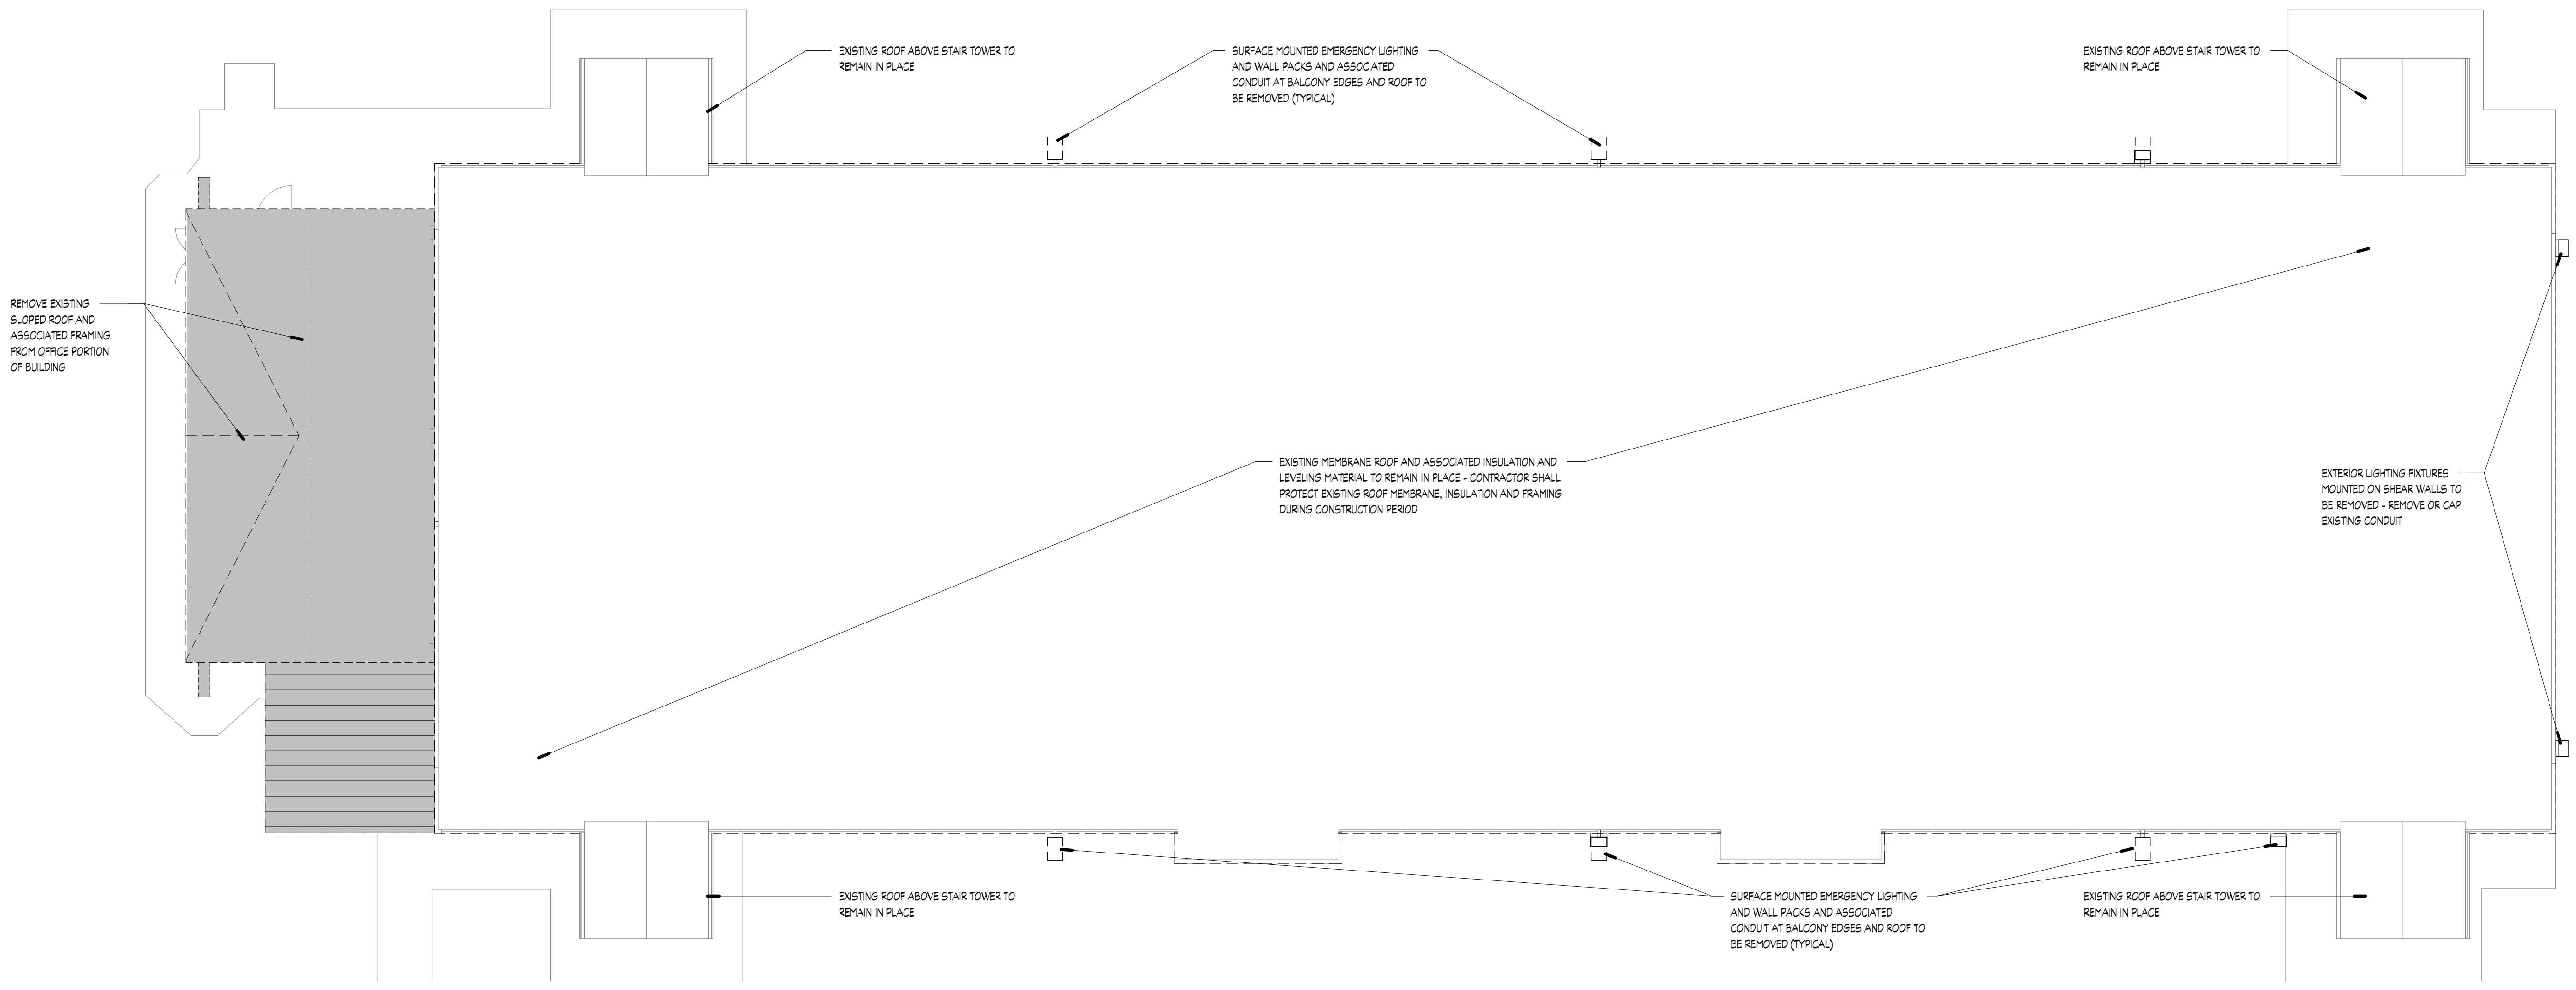 EXISTING ROOF ABOVE STAIR TOWER TO
REMAIN IN PLACE
SURFACE MOUNTED EMERGENCY LIGHTING
AND WALL PACKS AND ASSOCIATED
CONDUIT AT BALCONY EDGES AND ROOF TO
BE REMOVED (TYPICAL)
EXISTING ROOF ABOVE STAIR TOWER TO
REMAIN IN PLACE
REMOVE EXISTING
SLOPED ROOF AND
ASSOCIATED FRAMING
FROM OFFICE PORTION
OF BUILDING
EXISTING MEMBRANE ROOF AND ASSOCIATED INSULATION AND
LEVELING MATERIAL TO REMAIN IN PLACE - CONTRACTOR SHALL
PROTECT EXISTING ROOF MEMBRANE, INSULATION AND FRAMING
DURING CONSTRUCTION PERIOD
EXTERIOR LIGHTING FIXTURES
MOUNTED ON SHEAR WALLS TO
BE REMOVED - REMOVE OR CAP
EXISTING CONDUIT
EXISTING ROOF ABOVE STAIR TOWER TO
REMAIN IN PLACE
SURFACE MOUNTED EMERGENCY LIGHTING
AND WALL PACKS AND ASSOCIATED
CONDUIT AT BALCONY EDGES AND ROOF TO
BE REMOVED (TYPICAL)
EXISTING ROOF ABOVE STAIR TOWER TO
REMAIN IN PLACE